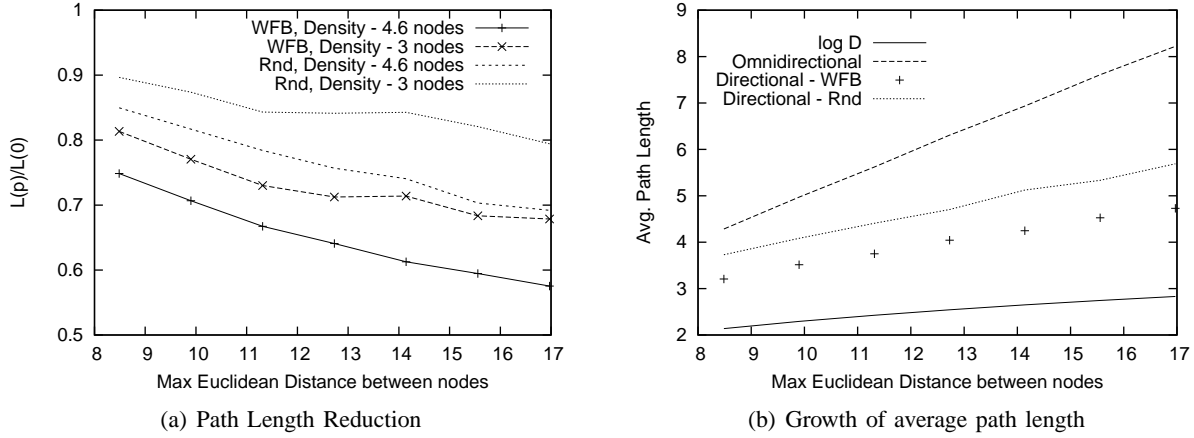 1
0.9
0.8
0.7
0.6
0.5
L(p)/L(0)
WFB, Density - 4.6 nodes
WFB, Density - 3 nodes
Rnd, Density - 4.6 nodes
Rnd, Density - 3 nodes
8 9 10 11 12 13 14 15 16 17
Max Euclidean Distance between nodes
(a) Path Length Reduction
9
8
7
6
5
4
3
2
Avg. Path Length
log D
Omnidirectional
Directional - WFB
Directional - Rnd
8 9 10 11 12 13 14 15 16 17
Max Euclidean Distance between nodes
(b) Growth of average path length